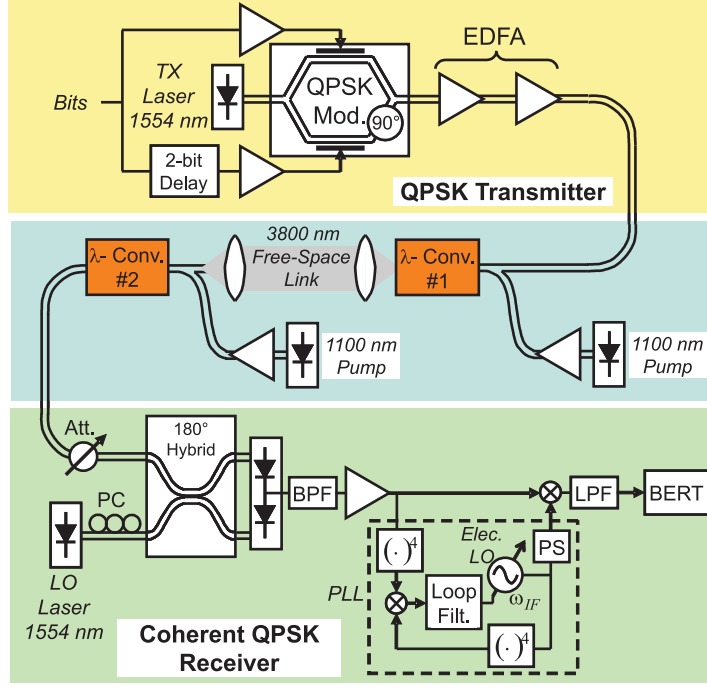 EDFA
TX
Laser
1554 nm
Bits
QPSK
Mod.
90°
2-bit
Delay
QPSK Transmitter
λ- Conv.
#2
3800 nm
Free-Space
Link
λ- Conv.
#1
1100 nm
Pump
1100 nm
Pump
Att.
180°
Hybrid
PC
LO
Laser
1554 nm
BPF
LPF
BERT
PLL
(·)⁴
Elec.
LO
PS
Loop
Filt.
ωIF
(·)⁴
Coherent QPSK
Receiver